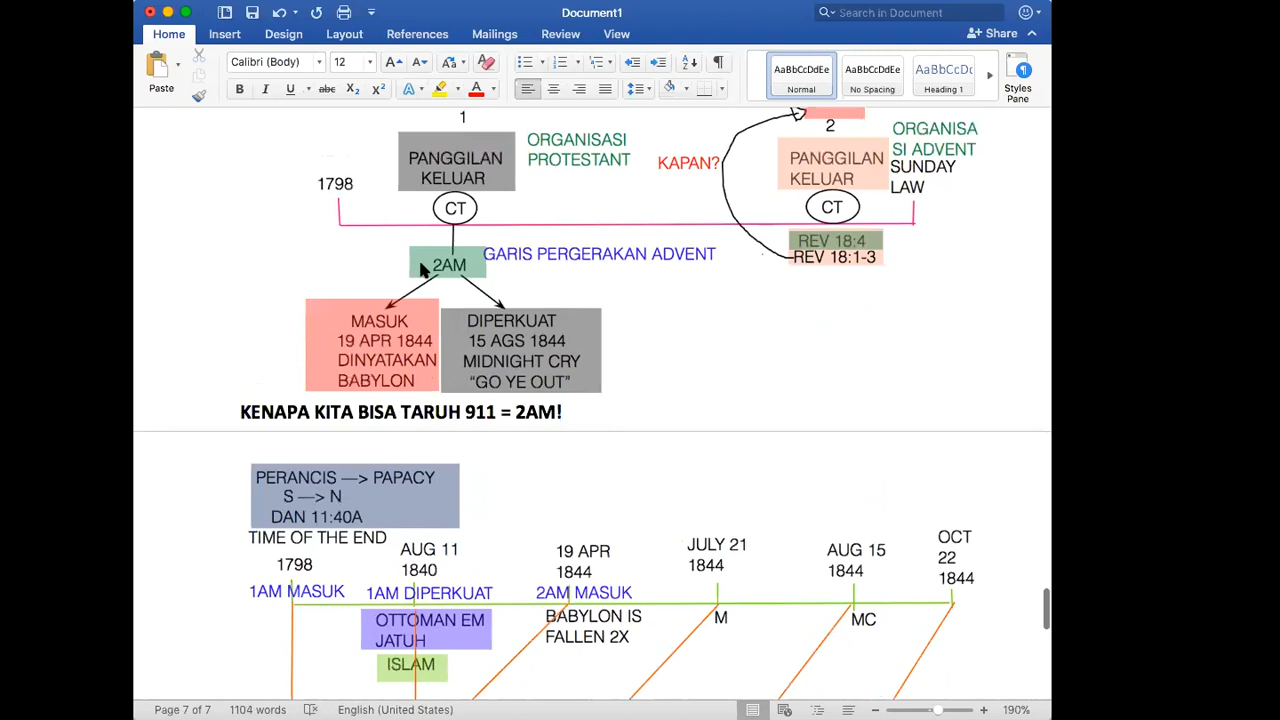 Document1
Search in Document
Home Insert Design Layout References Mailings Review View
Share
Paste
Calibri (Body) 12
AaBbCcDdEe AaBbCcDdEe AaBbCcDc
Normal No Spacing Heading 1
Styles
Pane
1
2
ORGANISASI
PROTESTANT
ORGANISA
SI ADVENT
PANGGILAN
KELUAR
KAPAN?
PANGGILAN
KELUAR
SUNDAY
LAW
1798
CT
CT
REV 18:4
REV 18:1-3
GARIS PERGERAKAN ADVENT
2AM
MASUK
19 APR 1844
DINYATAKAN
BABYLON
DIPERKUAT
15 AGS 1844
MIDNIGHT CRY
“GO YE OUT”
KENAPA KITA BISA TARUH 911 = 2AM!
PERANCIS —> PAPACY
S —> N
DAN 11:40A
TIME OF THE END
1798
AUG 11
1840
19 APR
1844
JULY 21
1844
AUG 15
1844
OCT
22
1844
1AM MASUK
1AM DIPERKUAT
2AM MASUK
OTTOMAN EM
JATUH
ISLAM
BABYLON IS
FALLEN 2X
M
MC
Page 7 of 7 1104 words English (United States) 190%